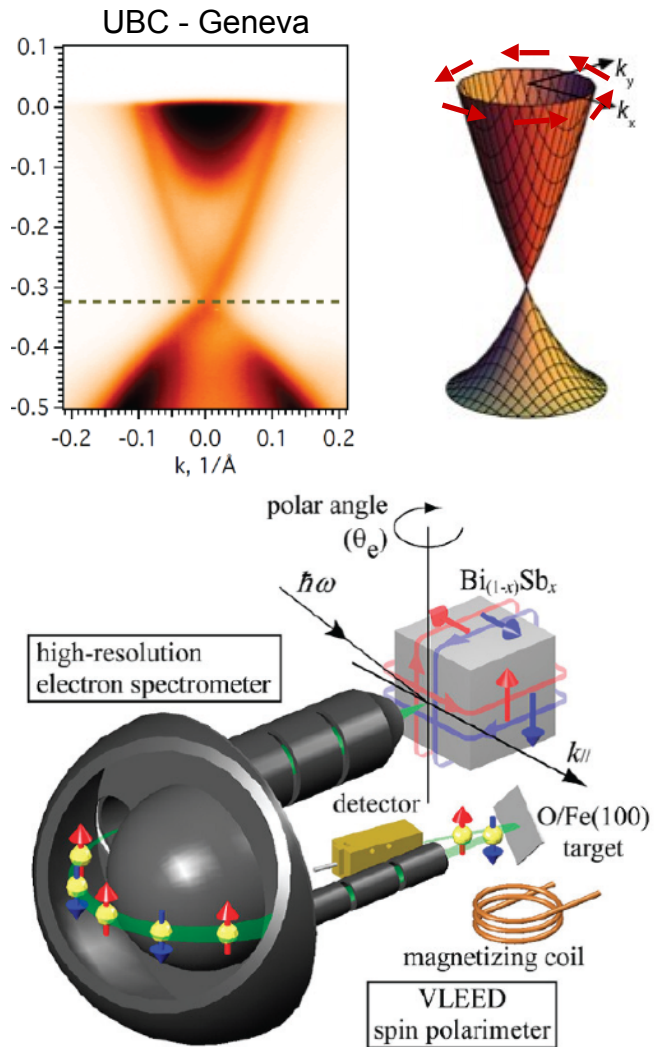 UBC - Geneva
0.1
0.0
-0.1
-0.2
-0.3
-0.4
-0.5
-0.2 -0.1 0.0 0.1 0.2
k, 1/Å
k_y
k_x
polar angle
(θ_e)
ħω
Bi_(1-x)Sb_x
high-resolution
electron spectrometer
k_//
detector
O/Fe(100)
target
magnetizing coil
VLEED
spin polarimeter